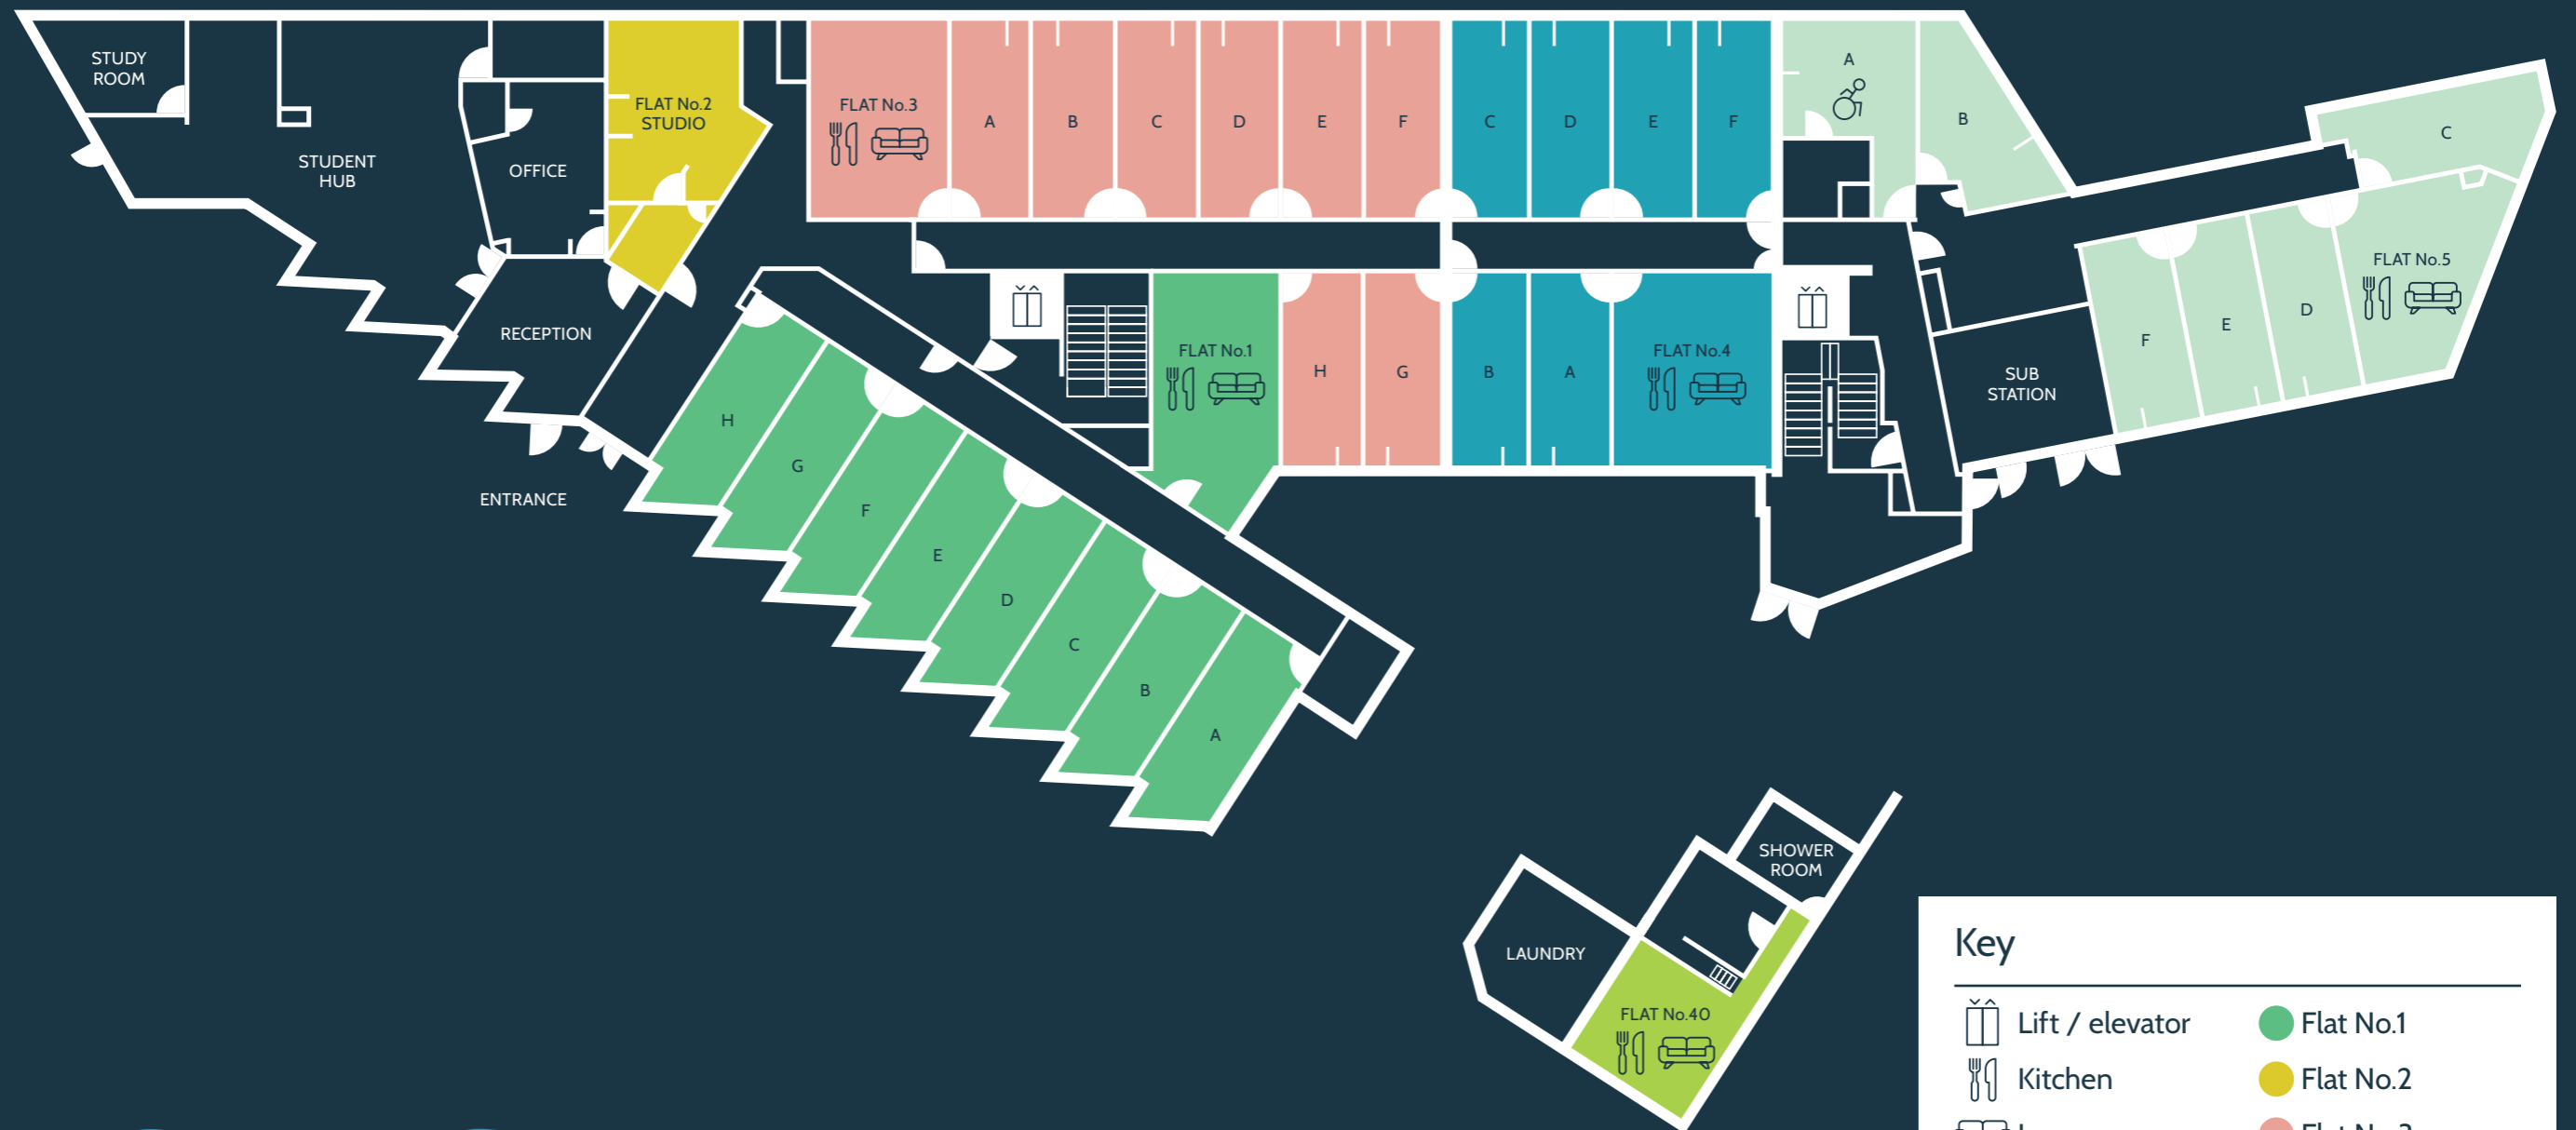 STUDY
ROOM
STUDENT
HUB
OFFICE
FLAT No.2
STUDIO
RECEPTION
ENTRANCE
FLAT No.3
A
B
C
D
E
F
C
D
E
F
A
B
C
FLAT No.5
D
E
F
SUB
STATION
FLAT No.1
H
G
B
A
FLAT No.4
H
G
F
E
D
C
B
A
SHOWER
ROOM
LAUNDRY
FLAT No.40
Key
Lift / elevator
Flat No.1
Kitchen
Flat No.2